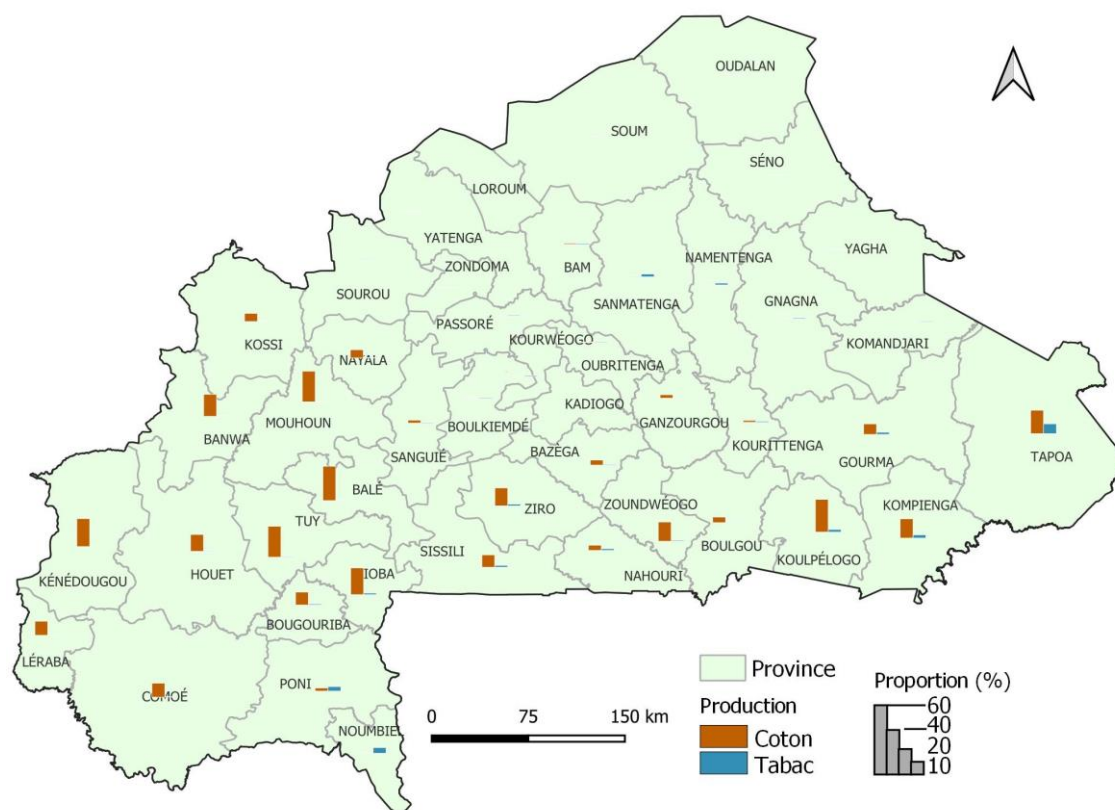 OUDALAN
SOUM
SÉNO
LOROUM
YATENGA
BAM
NAMENTENGA
YAGHA
ZONDOMA
SOUROU
SANMATENGA
GNAGNA
PASSORÉ
KOURWÉOGO
KOMANDJARI
KOSSI
NAYALA
OUBRITENGA
KADIOGO
MOUHOUN
BOULKIEMDÉ
GANZOURGOU
BANWA
SANGUIÉ
BAZÈGA
KOURITTENGA
GOURMA
TAPOA
BALÉ
ZIRO
ZOUNDWÉOGO
KOMPIENGA
TUY
BOULGOU
KOULPÉLOGO
SISSILI
KÉNÉDOUGOU
HOUET
IOBA
NAHOURI
BOUGOURIBA
LÉRABA
COMOÉ
PONI
NOUMBIEL
0 75 150 km
Province
Production
Coton
Tabac
Proportion (%)
60
40
20
10